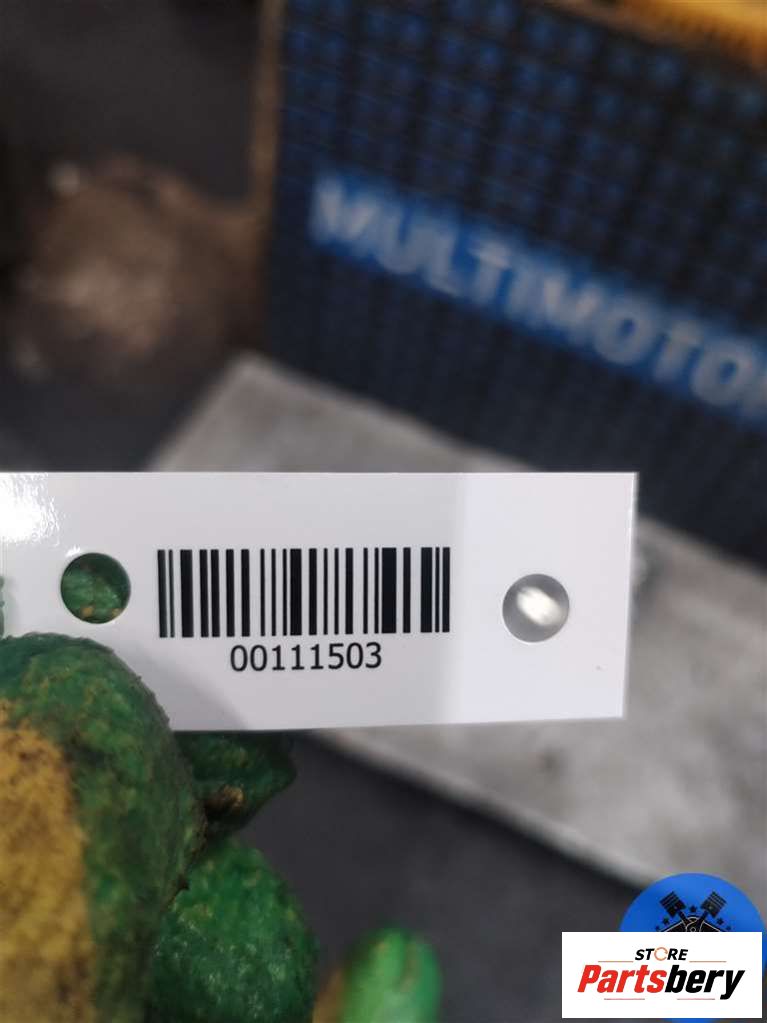 MULTIMOTO
00111503
STORE
Partsbery